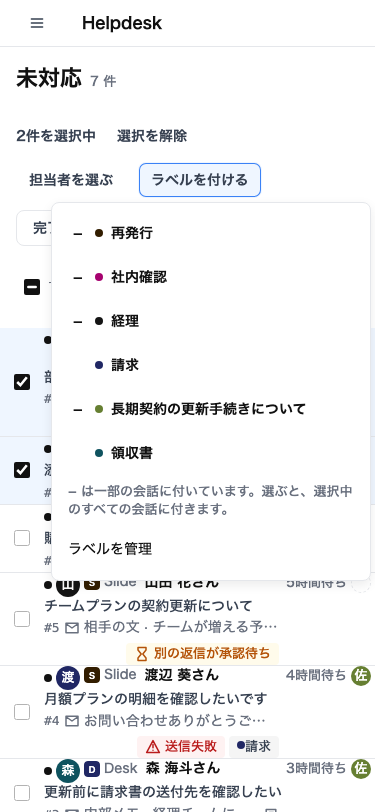 Helpdesk
未対応 7 件
2件を選択中 選択を解除
担当者を選ぶ ラベルを付ける
– 再発行
– 社内確認
– 経理
請求
– 長期契約の更新手続きについて
領収書
– は一部の会話に付いています。選ぶと、選択中
のすべての会話に付きます。
ラベルを管理
S Slide 山田 花さん 5時間待ち
チームプランの契約更新について
#5 相手の文 · チームが増える予…
別の返信が承認待ち
渡 S Slide 渡辺 葵さん 4時間待ち 佐
月額プランの明細を確認したいです
#4 お問い合わせありがとうご…
送信失敗 請求
森 D Desk 森 海斗さん 3時間待ち 佐
更新前に請求書の送付先を確認したい